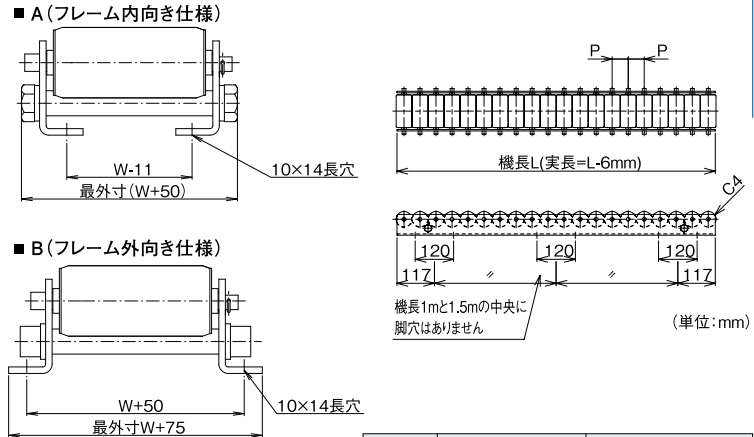 ■ A(フレーム内向き仕様)
W-11
10×14長穴
最外寸(W+50)
■ B(フレーム外向き仕様)
W+50
10×14長穴
最外寸W+75
P P
機長L(実長=L-6mm)
C4
120 120 120
117 〃 〃 117
機長1mと1.5mの中央に
脚穴はありません
(単位:mm)